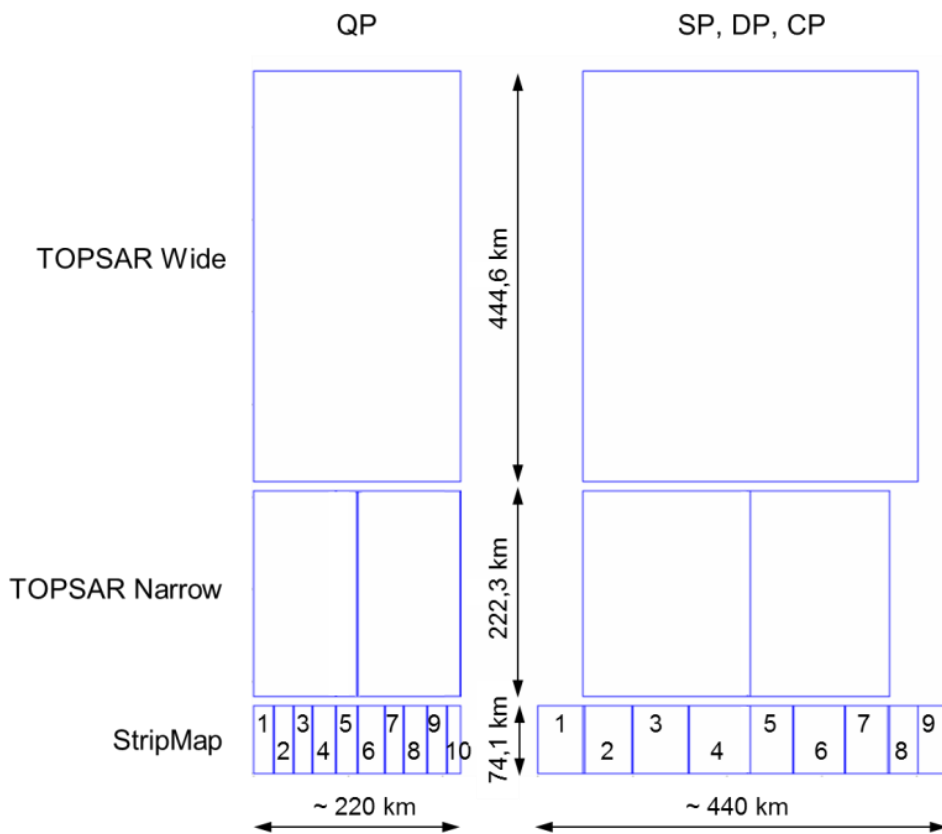 QP
SP, DP, CP
TOPSAR Wide
444,6 km
TOPSAR Narrow
222,3 km
StripMap
1 2 3 4 5 6 7 8 9 10
74,1 km
1 2 3 4 5 6 7 8 9
~ 220 km
~ 440 km